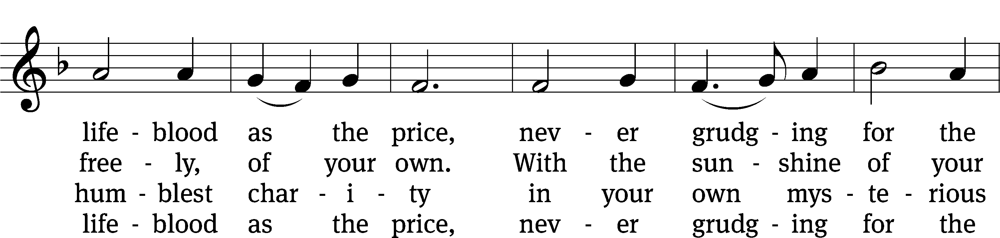 life - blood as the price, nev - er grudg - ing for the
free - ly, of your own. With the sun - shine of your
hum - blest char - i - ty in your own mys - te - rious
life - blood as the price, nev - er grudg - ing for the